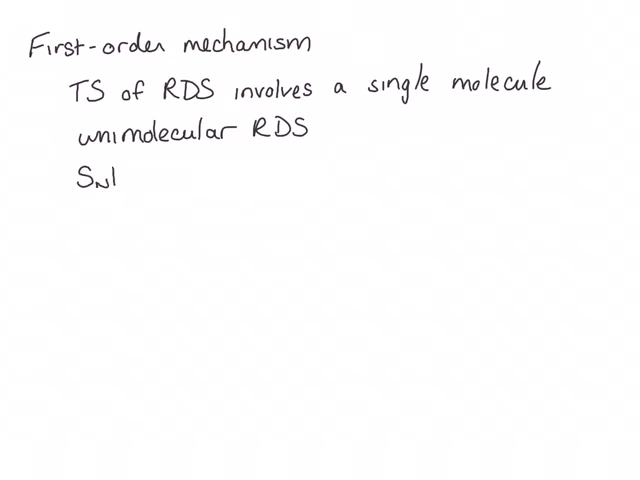 First-order mechanism
TS of RDS involves a single molecule
unimolecular RDS
SN1